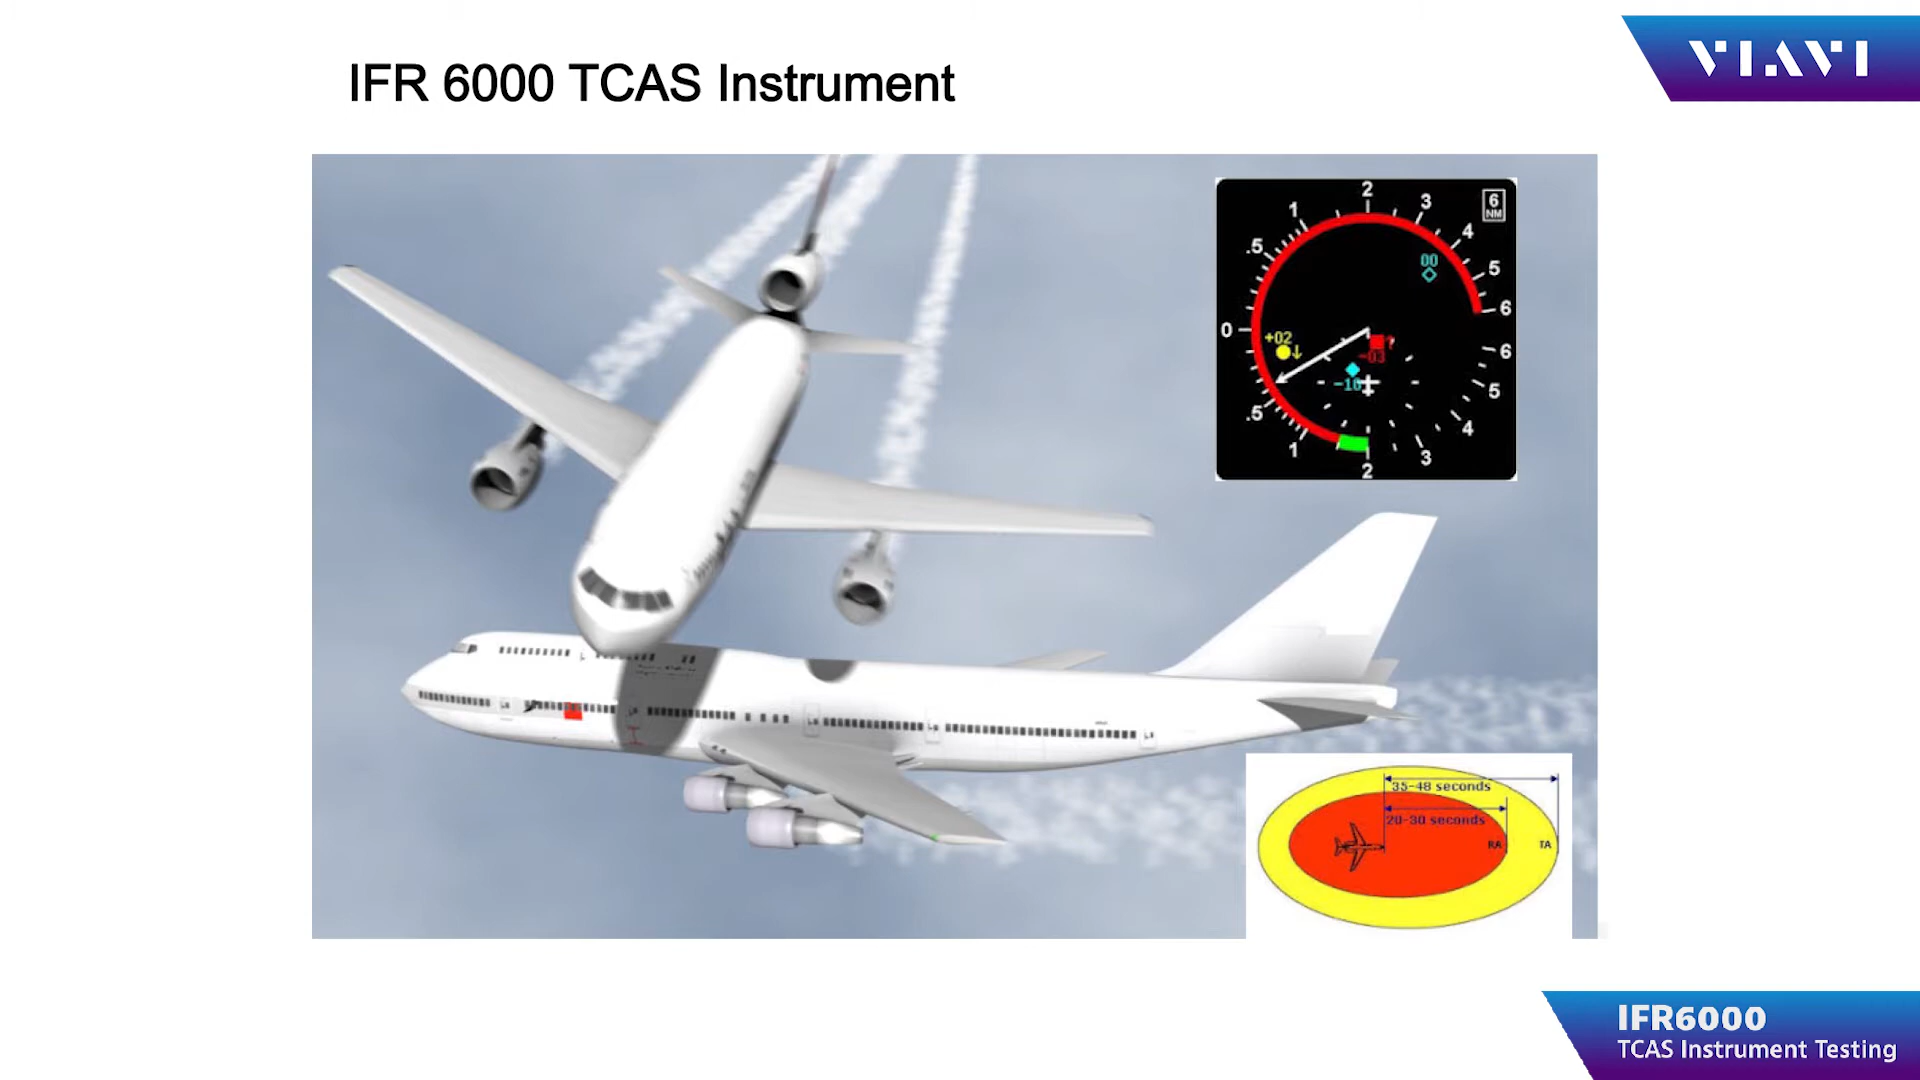 IFR 6000 TCAS Instrument
VIAVI
2
1
3
6
NM
.5
4
00
5
6
0
+02
-03
6
-10
5
.5
4
1
3
2
35-48 seconds
20-30 seconds
RA
TA
IFR6000
TCAS Instrument Testing